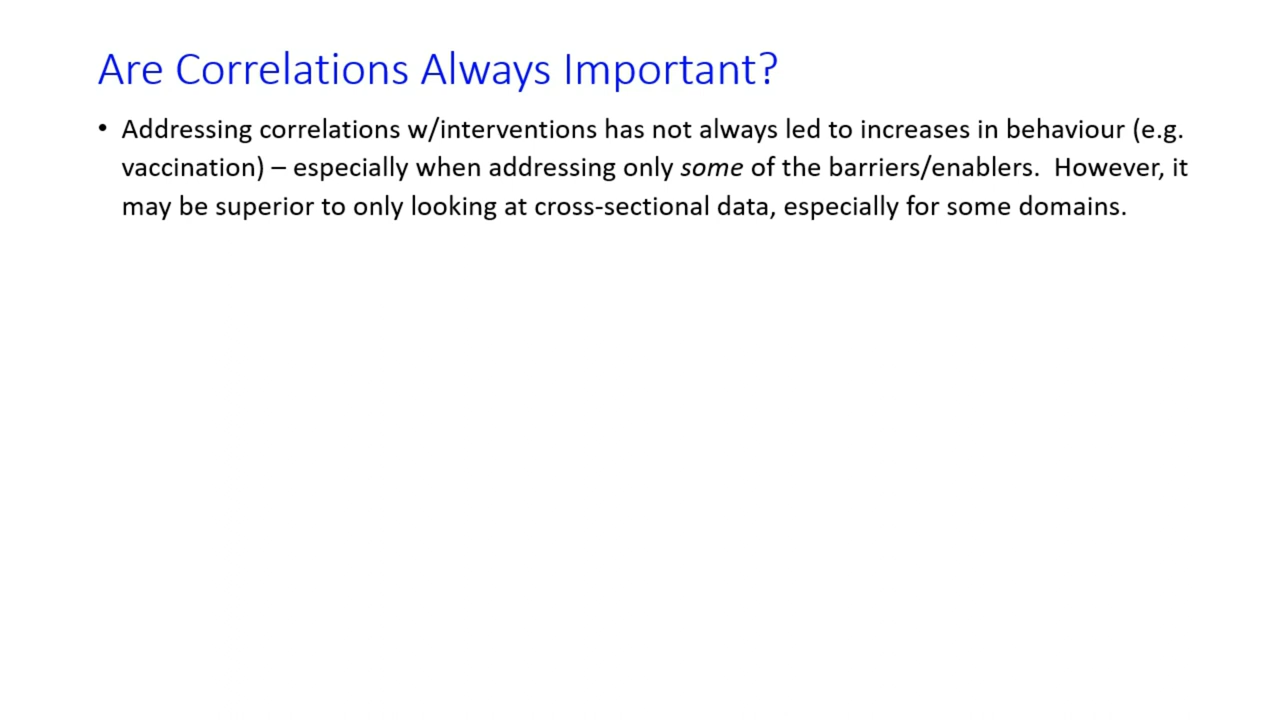 Are Correlations Always Important?
• Addressing correlations w/interventions has not always led to increases in behaviour (e.g.
vaccination) – especially when addressing only some of the barriers/enablers.  However, it
may be superior to only looking at cross-sectional data, especially for some domains.